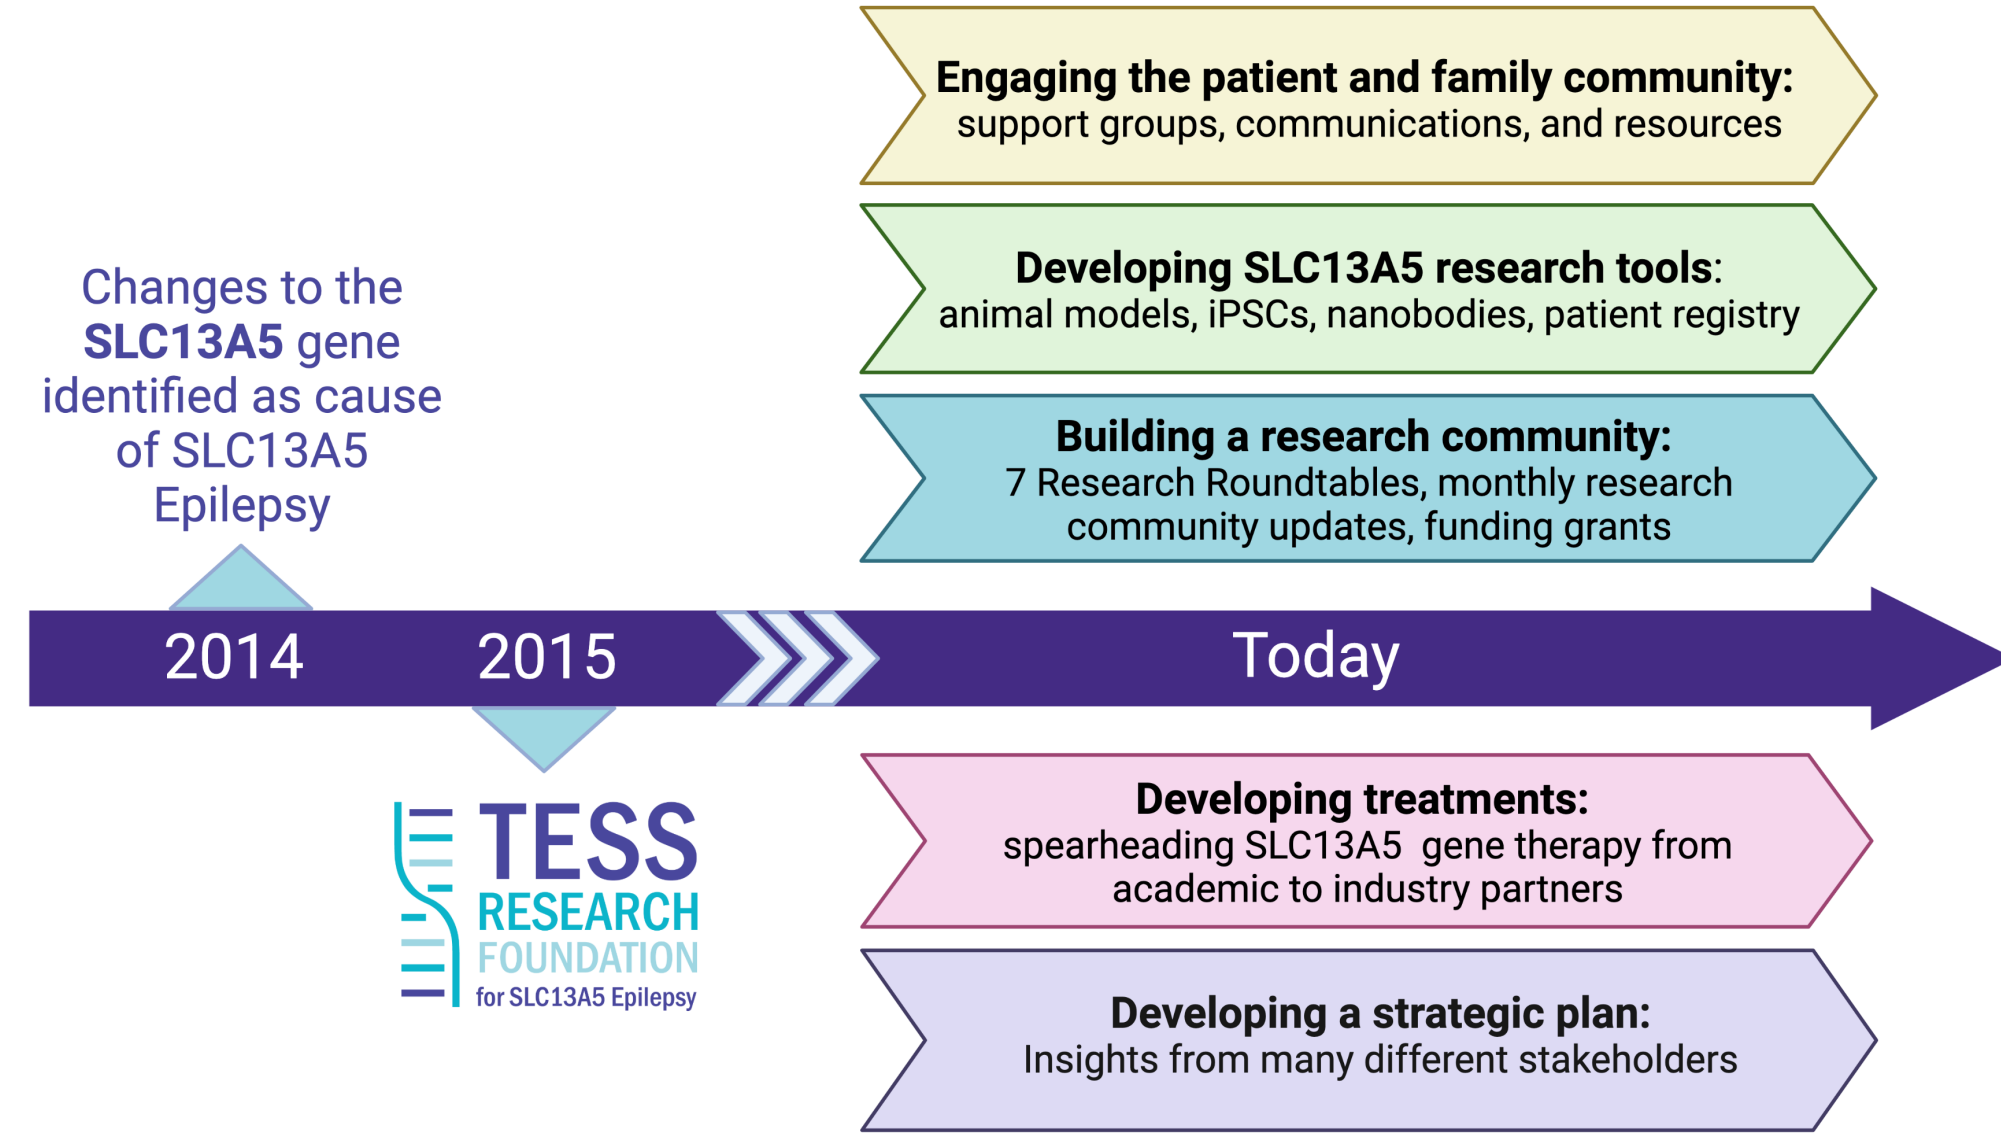 Engaging the patient and family community:
support groups, communications, and resources
Developing SLC13A5 research tools:
animal models, iPSCs, nanobodies, patient registry
Changes to the
SLC13A5 gene
identified as cause
of SLC13A5
Epilepsy
Building a research community:
7 Research Roundtables, monthly research
community updates, funding grants
2014
2015
Today
TESS
RESEARCH
FOUNDATION
for SLC13A5 Epilepsy
Developing treatments:
spearheading SLC13A5 gene therapy from
academic to industry partners
Developing a strategic plan:
Insights from many different stakeholders